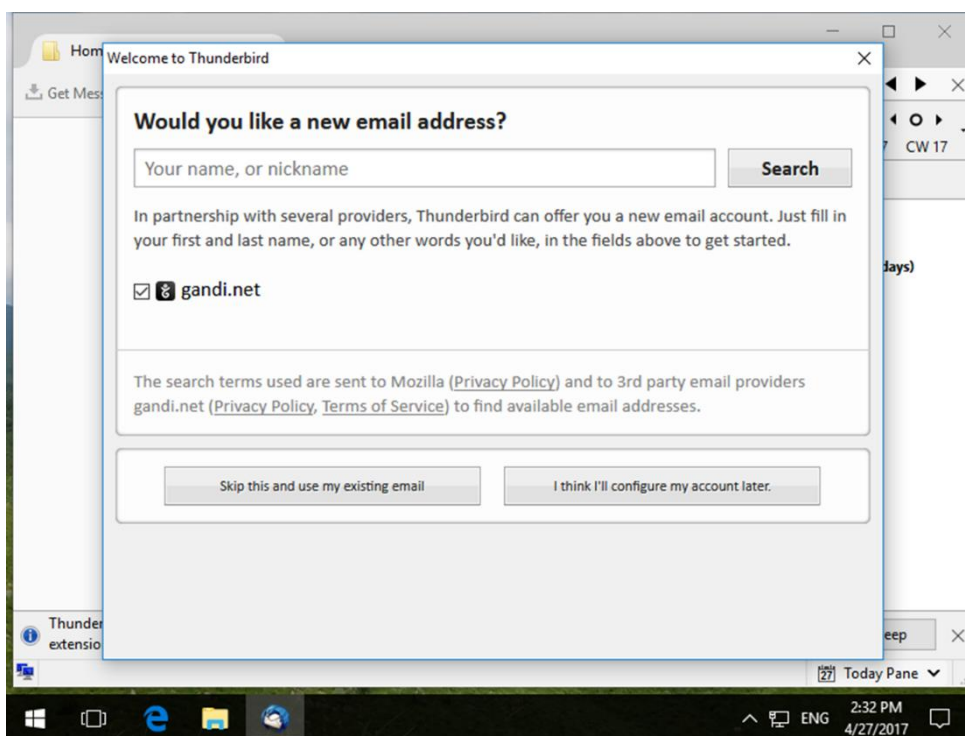 Hom
Welcome to Thunderbird
Get Mess
Would you like a new email address?
Your name, or nickname
Search
In partnership with several providers, Thunderbird can offer you a new email account. Just fill in
your first and last name, or any other words you'd like, in the fields above to get started.
gandi.net
The search terms used are sent to Mozilla (Privacy Policy) and to 3rd party email providers
gandi.net (Privacy Policy, Terms of Service) to find available email addresses.
Skip this and use my existing email
I think I'll configure my account later.
7 CW 17
days)
Thunder
extensio
eep
27
Today Pane
ENG
2:32 PM
4/27/2017